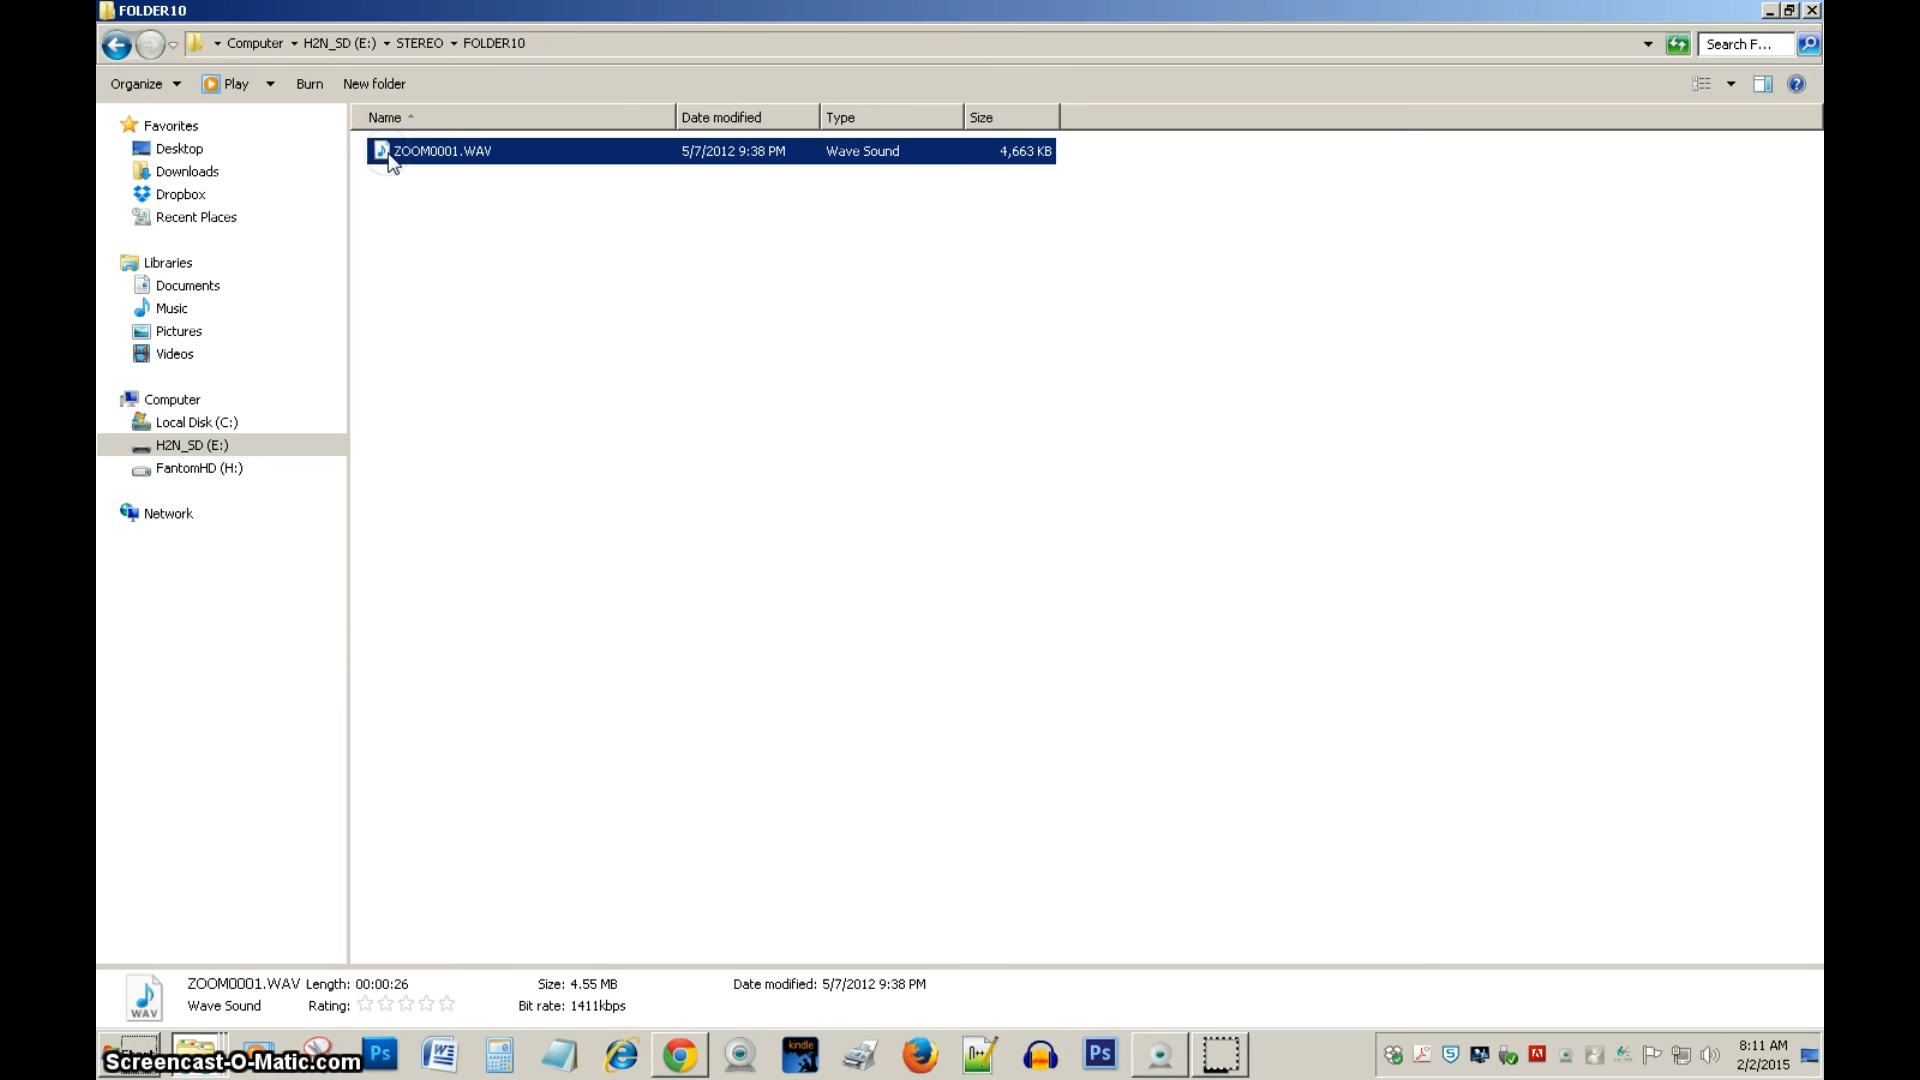 FOLDER10
Computer H2N_SD (E:) STEREO FOLDER10
Search F...
Organize Play Burn New folder
Name Date modified Type Size
ZOOM0001.WAV 5/7/2012 9:38 PM Wave Sound 4,663 KB
Favorites
Desktop
Downloads
Dropbox
Recent Places
Libraries
Documents
Music
Pictures
Videos
Computer
Local Disk (C:)
H2N_SD (E:)
FantomHD (H:)
Network
ZOOM0001.WAV Length: 00:00:26 Size: 4.55 MB Date modified: 5/7/2012 9:38 PM
Wave Sound Rating: Bit rate: 1411kbps
WAV
Screencast-O-Matic.com
Ps
W
kindle
Ps
8:11 AM
2/2/2015